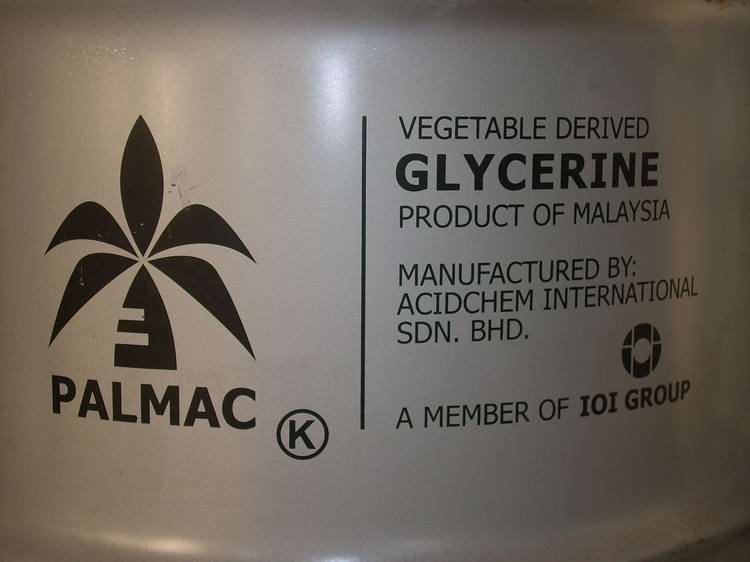 PALMAC
K
VEGETABLE DERIVED
GLYCERINE
PRODUCT OF MALAYSIA
MANUFACTURED BY:
ACIDCHEM INTERNATIONAL
SDN. BHD.
A MEMBER OF IOI GROUP